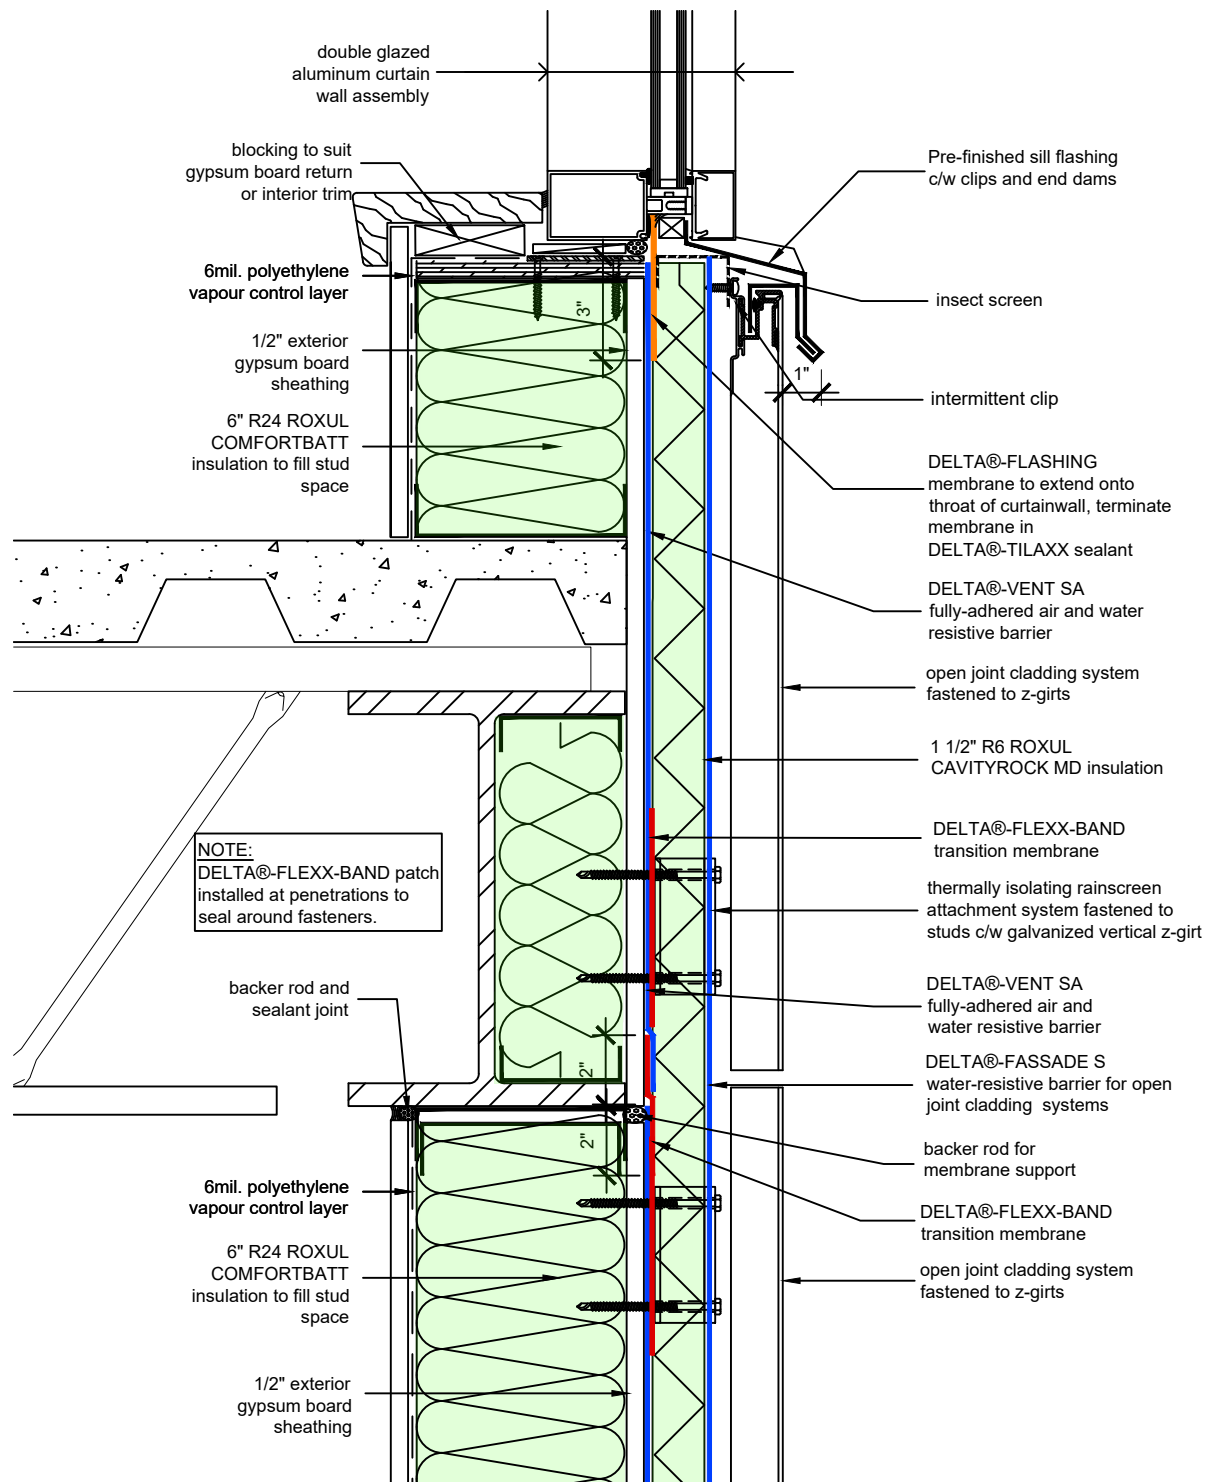 double glazed
aluminum curtain
wall assembly
blocking to suit
gypsum board return
or interior trim
Pre-finished sill flashing
c/w clips and end dams
6mil. polyethylene
vapour control layer
insect screen
3"
1/2" exterior
gypsum board
sheathing
1"
intermittent clip
6" R24 ROXUL
COMFORTBATT
insulation to fill stud
space
DELTA®-FLASHING
membrane to extend onto
throat of curtainwall, terminate
membrane in
DELTA®-TILAXX sealant
DELTA®-VENT SA
fully-adhered air and water
resistive barrier
open joint cladding system
fastened to z-girts
1 1/2" R6 ROXUL
CAVITYROCK MD insulation
DELTA®-FLEXX-BAND
transition membrane
NOTE:
DELTA®-FLEXX-BAND patch
installed at penetrations to
seal around fasteners.
thermally isolating rainscreen
attachment system fastened to
studs c/w galvanized vertical z-girt
backer rod and
sealant joint
DELTA®-VENT SA
fully-adhered air and
water resistive barrier
2"
DELTA®-FASSADE S
water-resistive barrier for open
joint cladding systems
2"
backer rod for
membrane support
6mil. polyethylene
vapour control layer
DELTA®-FLEXX-BAND
transition membrane
6" R24 ROXUL
COMFORTBATT
insulation to fill stud
space
open joint cladding system
fastened to z-girts
1/2" exterior
gypsum board
sheathing